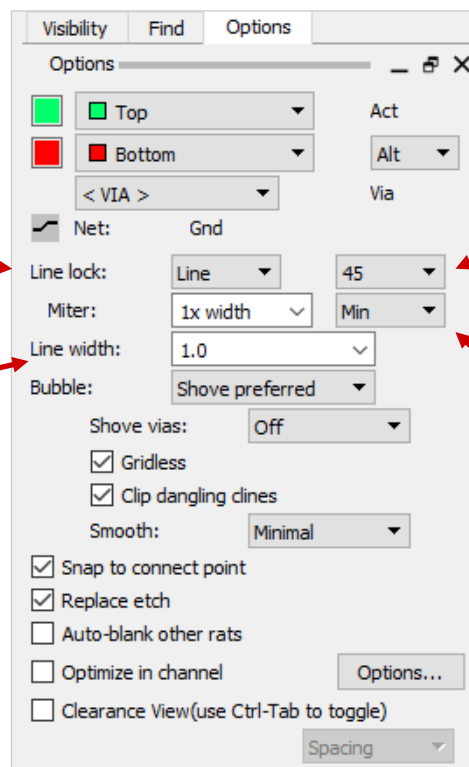 Visibility Find Options
Options
Top Act
Bottom Alt
< VIA > Via
Net: Gnd
Line lock: Line 45
Miter: 1x width Min
Line width: 1.0
Bubble: Shove preferred
Shove vias: Off
Gridless
Clip dangling clines
Smooth: Minimal
Snap to connect point
Replace etch
Auto-blank other rats
Optimize in channel Options...
Clearance View(use Ctrl-Tab to toggle)
Spacing